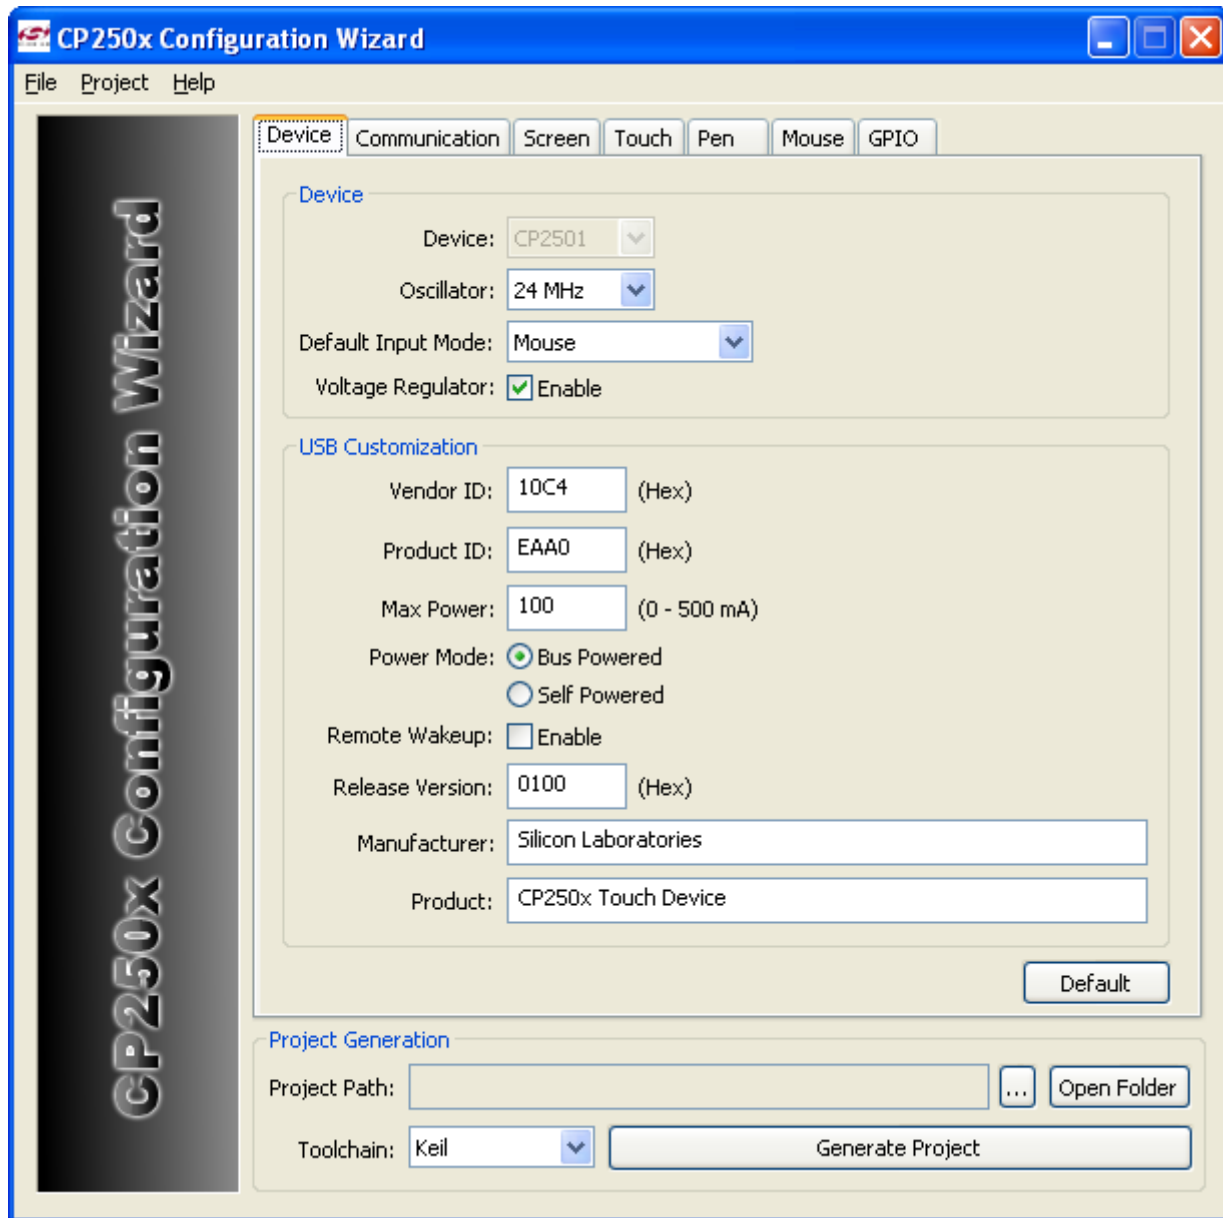 CP250x Configuration Wizard
File Project Help
CP250x Configuration Wizard
Device Communication Screen Touch Pen Mouse GPIO
Device
Device: CP2501
Oscillator: 24 MHz
Default Input Mode: Mouse
Voltage Regulator: Enable
USB Customization
Vendor ID: 10C4 (Hex)
Product ID: EAA0 (Hex)
Max Power: 100 (0 - 500 mA)
Power Mode: Bus Powered
Self Powered
Remote Wakeup: Enable
Release Version: 0100 (Hex)
Manufacturer: Silicon Laboratories
Product: CP250x Touch Device
Default
Project Generation
Project Path: ... Open Folder
Toolchain: Keil Generate Project